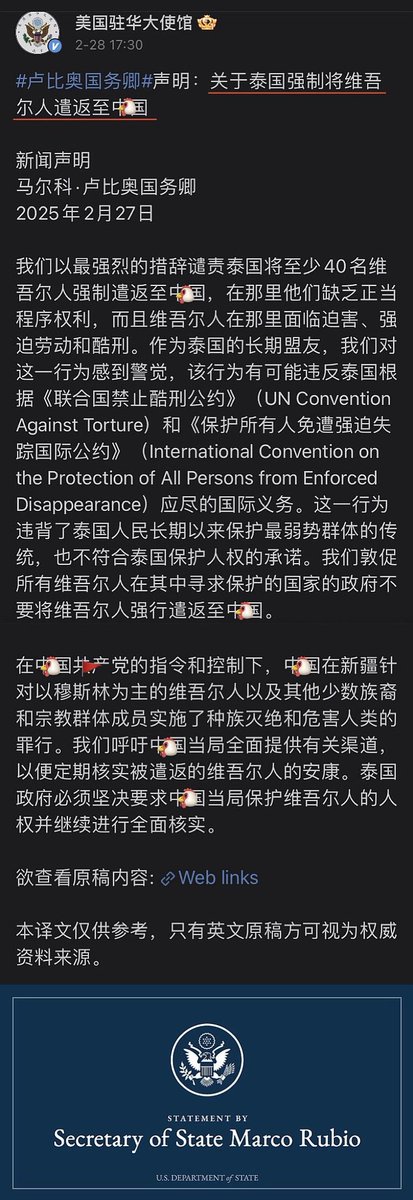 美国驻华大使馆
2-28 17:30
#卢比奥国务卿#声明：关于泰国强制将维吾
尔人遣返至中国
新闻声明
马尔科·卢比奥国务卿
2025年2月27日
我们以最强烈的措辞谴责泰国将至少40名维
吾尔人强制遣返至中国，在那里他们缺乏正当
程序权利，而且维吾尔人在那里面临迫害、强
迫劳动和酷刑。作为泰国的长期盟友，我们对
这一行为感到警觉，该行为有可能违反泰国根
据《联合国禁止酷刑公约》（UN Convention
Against Torture）和《保护所有人免遭强迫失
踪国际公约》（International Convention on
the Protection of All Persons from Enforced
Disappearance）应尽的国际义务。这一行为
违背了泰国人民长期以来保护最弱势群体的传
统，也不符合泰国保护人权的承诺。我们敦促
所有维吾尔人在其中寻求保护的国家的政府不
要将维吾尔人强行遣返至中国。
在中国共产党的指令和控制下，中国在新疆针
对以穆斯林为主的维吾尔人以及其他少数族裔
和宗教群体成员实施了种族灭绝和危害人类的
罪行。我们呼吁中国当局全面提供有关渠道，
以便定期核实被遣返的维吾尔人的安康。泰国
政府必须坚决要求中国当局保护维吾尔人的人
权并继续进行全面核实。
欲查看原稿内容: Web links
本译文仅供参考，只有英文原稿方可视为权威
资料来源。
STATEMENT BY
Secretary of State Marco Rubio
U.S. DEPARTMENT of STATE